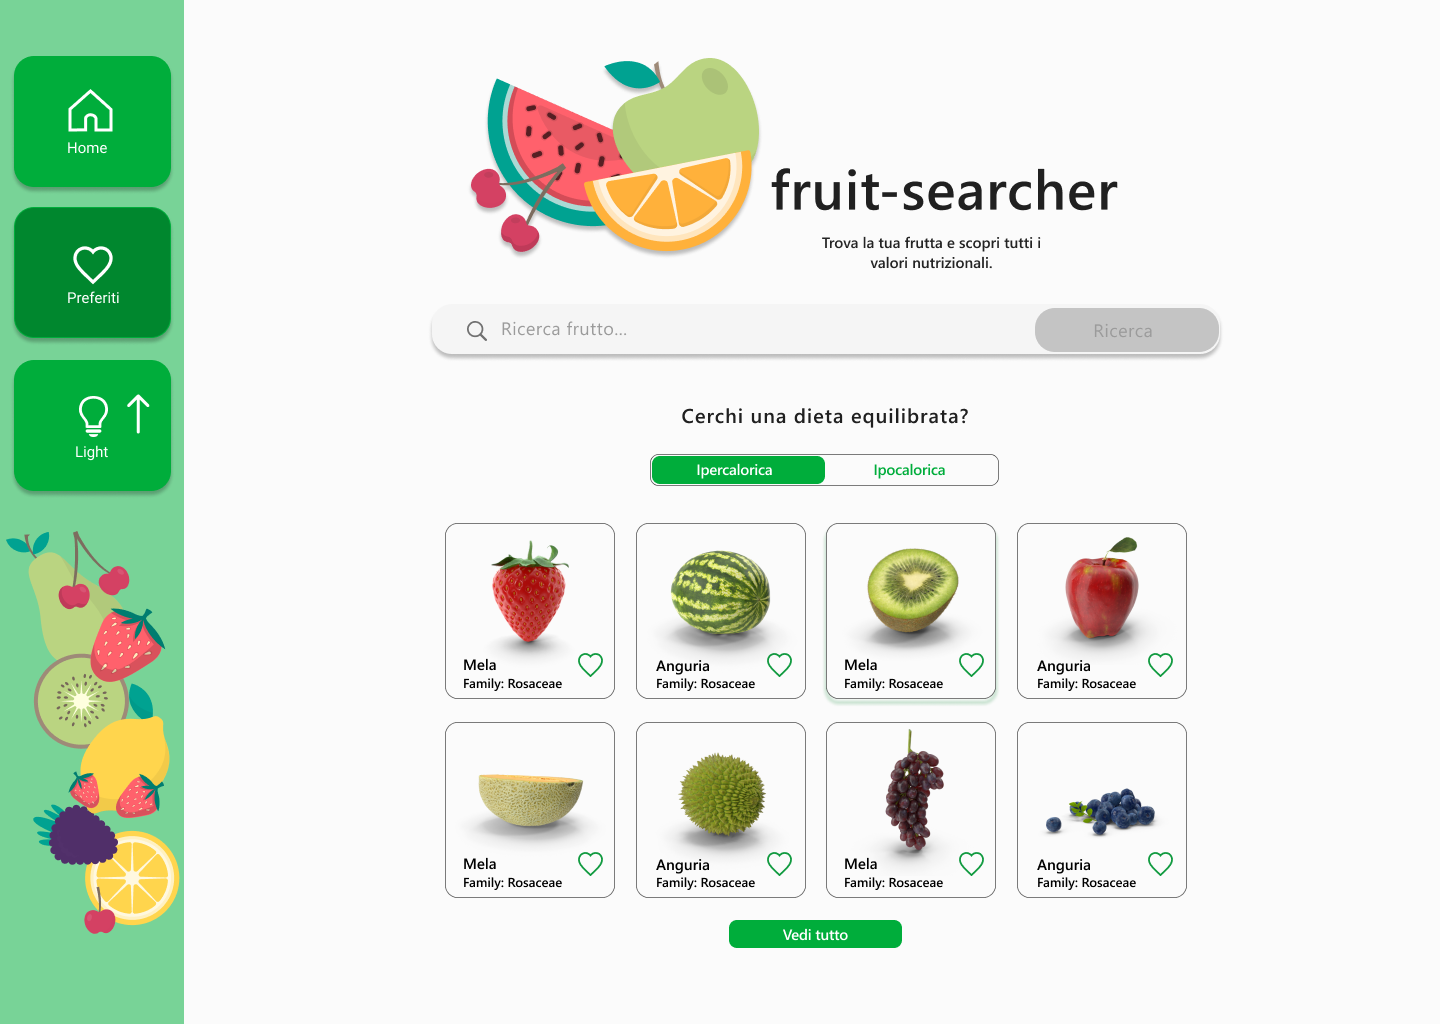 Home
Preferiti
Light
fruit-searcher
Trova la tua frutta e scopri tutti i
valori nutrizionali.
Ricerca frutto...
Ricerca
Cerchi una dieta equilibrata?
Ipercalorica
Ipocalorica
Mela
Family: Rosaceae
Anguria
Family: Rosaceae
Mela
Family: Rosaceae
Anguria
Family: Rosaceae
Mela
Family: Rosaceae
Anguria
Family: Rosaceae
Mela
Family: Rosaceae
Anguria
Family: Rosaceae
Vedi tutto